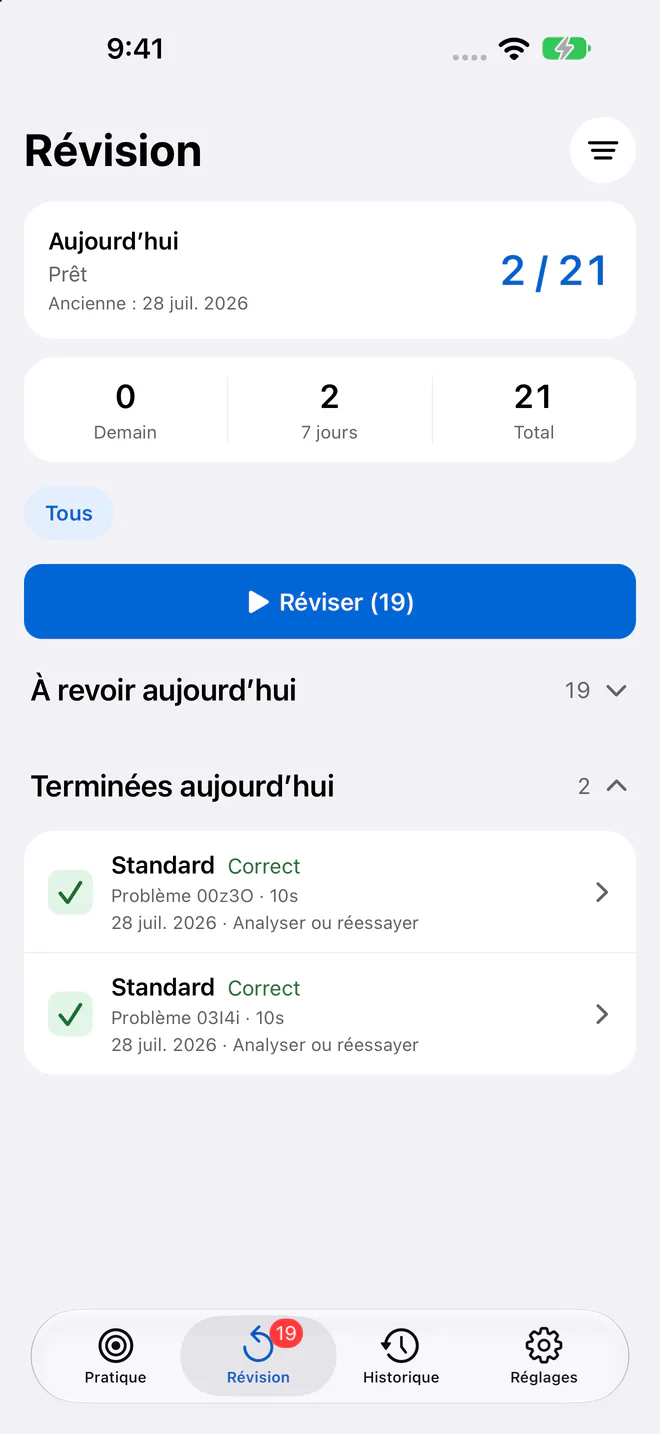 9:41
Révision
Aujourd’hui
Prêt
Ancienne : 28 juil. 2026
2 / 21
0
Demain
2
7 jours
21
Total
Tous
Réviser (19)
À revoir aujourd’hui
19
Terminées aujourd’hui
2
Standard Correct
Problème 00z3O · 10s
28 juil. 2026 · Analyser ou réessayer
Standard Correct
Problème 03I4i · 10s
28 juil. 2026 · Analyser ou réessayer
19
Pratique
Révision
Historique
Réglages